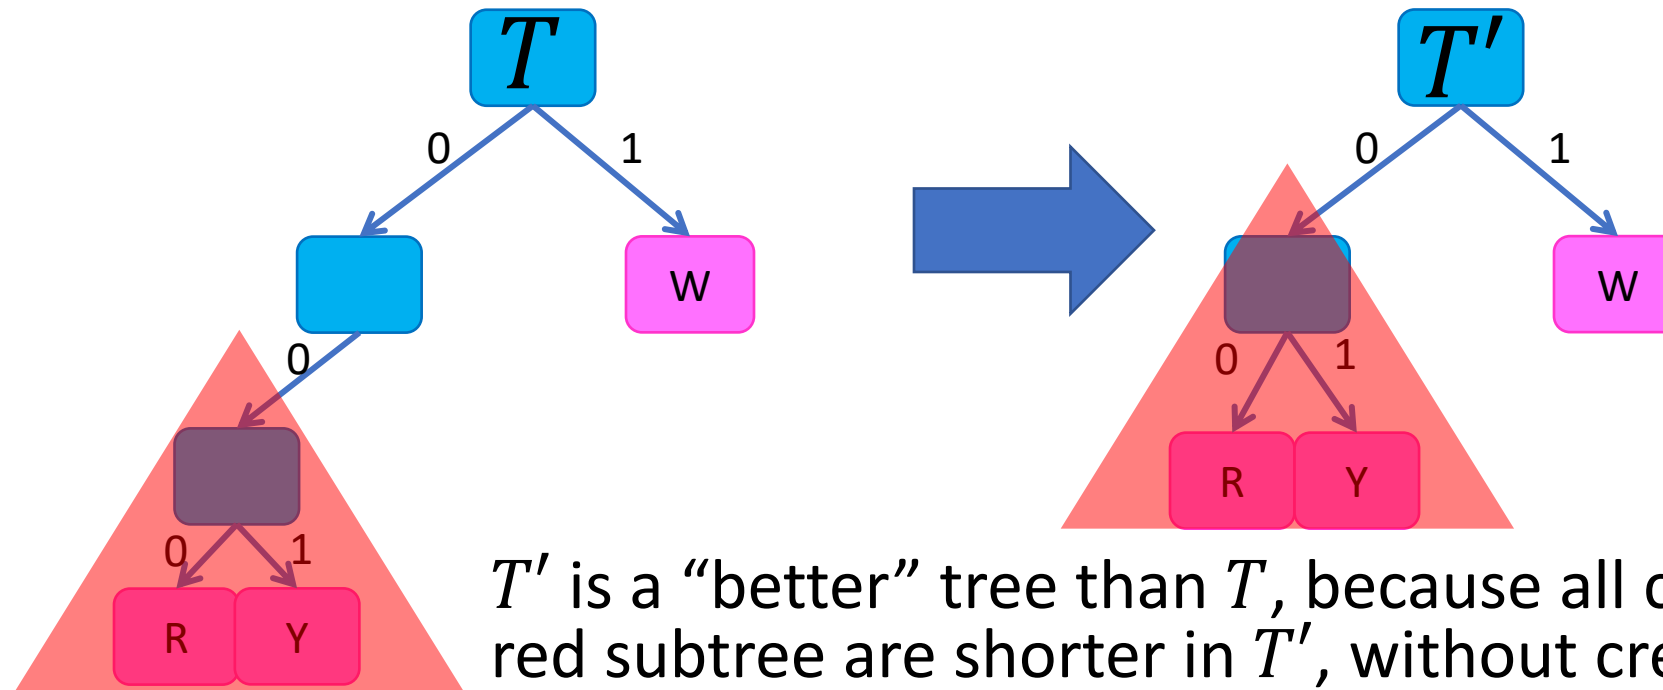 T
T′
0
1
0
1
W
W
0
0
1
0
1
R
Y
R
Y
T′ is a “better” tree than T, because all
red subtree are shorter in T′, without